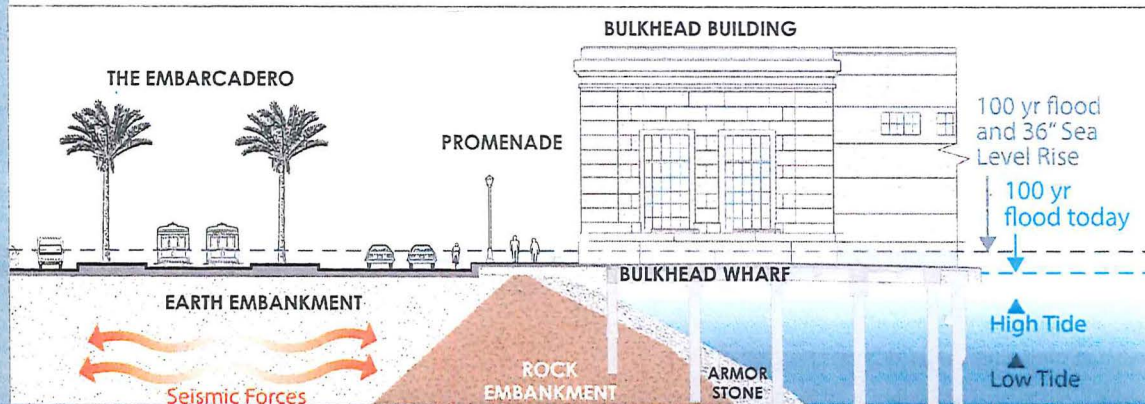 BULKHEAD BUILDING
THE EMBARCADERO
PROMENADE
100 yr flood
and 36" Sea
Level Rise
100 yr
flood today
BULKHEAD WHARF
EARTH EMBANKMENT
High Tide
ROCK
EMBANKMENT
ARMOR
STONE
Low Tide
Seismic Forces